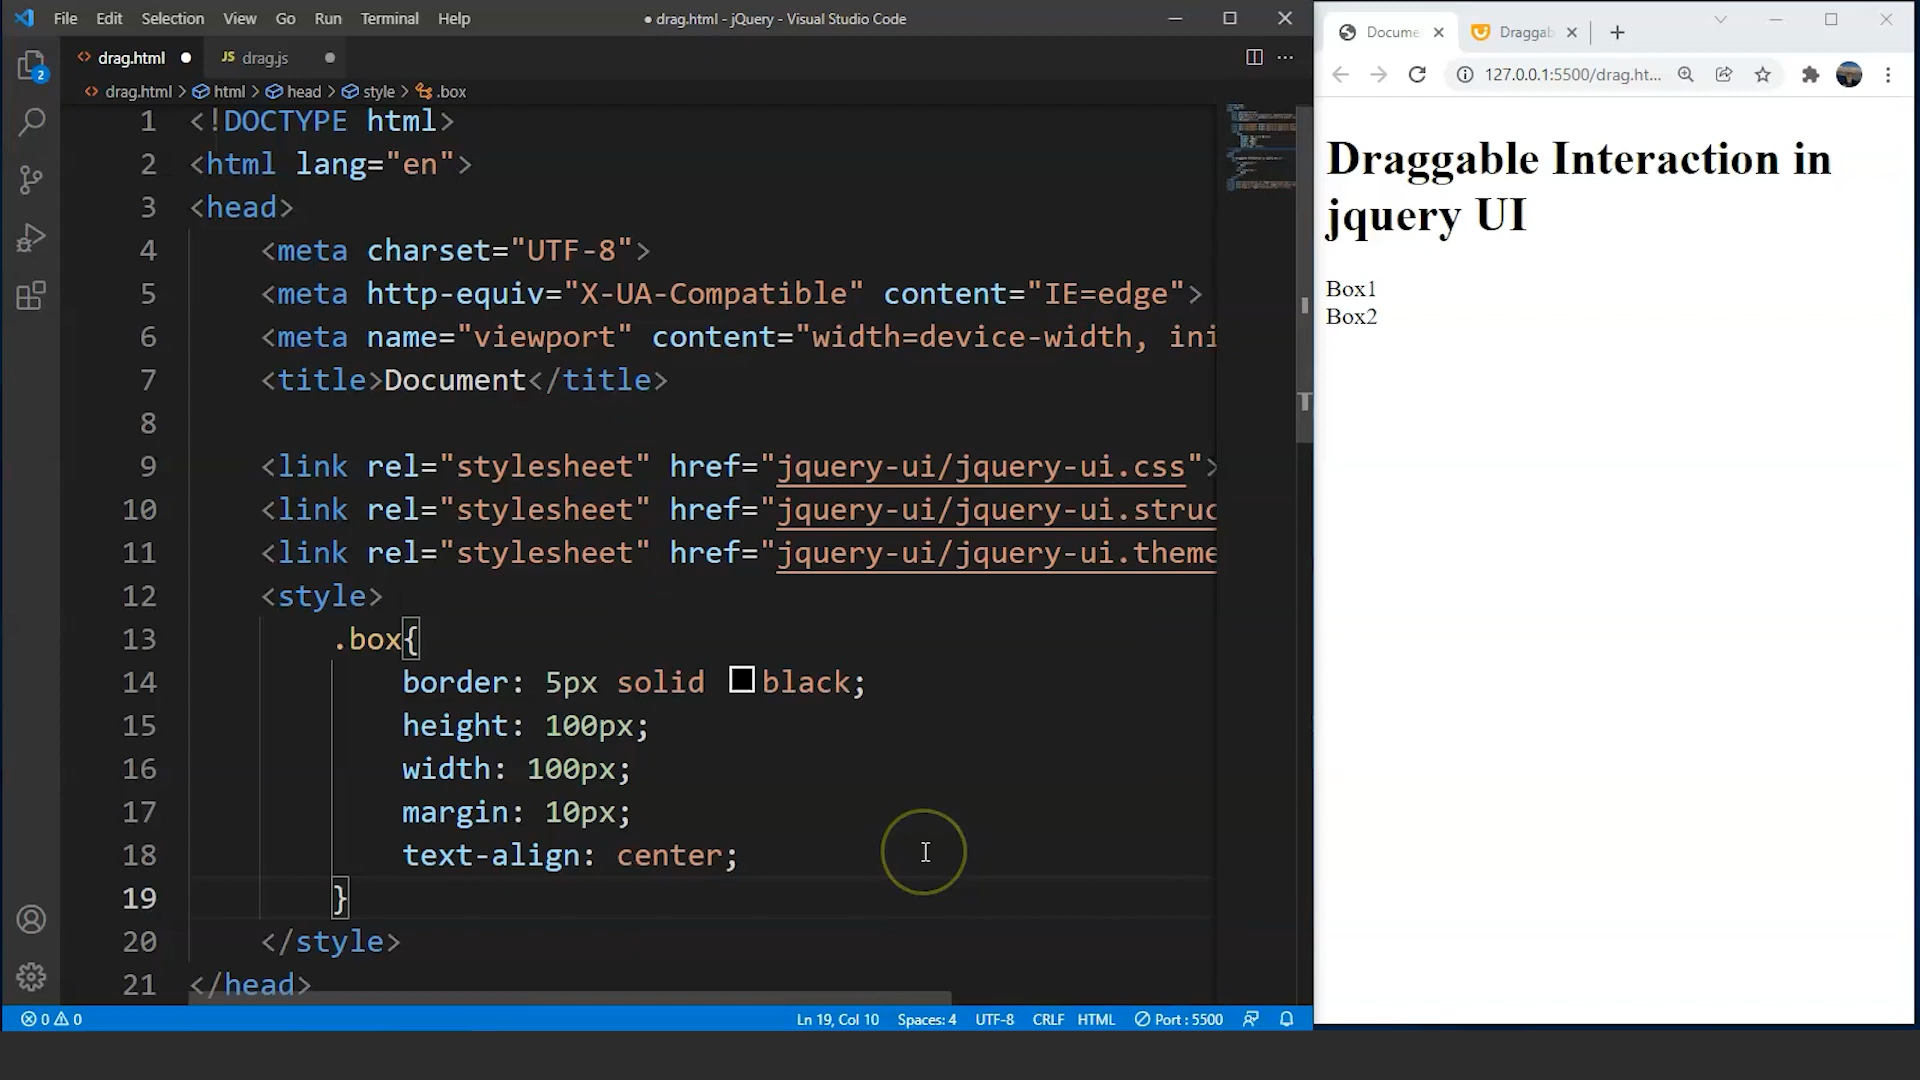 File Edit Selection View Go Run Terminal Help
● drag.html - jQuery - Visual Studio Code
drag.html
JS drag.js
drag.html > html > head > style > .box
1 <!DOCTYPE html>
2 <html lang="en">
3 <head>
4 <meta charset="UTF-8">
5 <meta http-equiv="X-UA-Compatible" content="IE=edge">
6 <meta name="viewport" content="width=device-width, ini
7 <title>Document</title>
8
9 <link rel="stylesheet" href="jquery-ui/jquery-ui.css">
10 <link rel="stylesheet" href="jquery-ui/jquery-ui.struc
11 <link rel="stylesheet" href="jquery-ui/jquery-ui.theme
12 <style>
13 .box{
14 border: 5px solid black;
15 height: 100px;
16 width: 100px;
17 margin: 10px;
18 text-align: center;
19 }
20 </style>
21 </head>
2
0 0
Ln 19, Col 10 Spaces: 4 UTF-8 CRLF HTML Port : 5500
Docume
Draggab
127.0.0.1:5500/drag.ht...
Draggable Interaction in
jquery UI
Box1
Box2